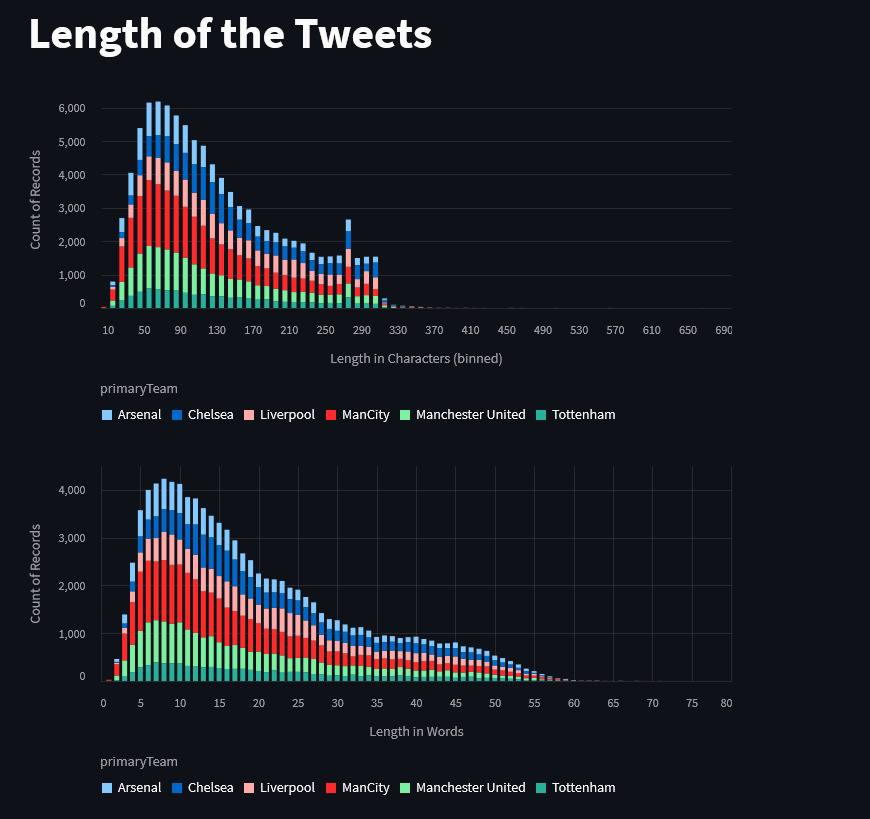 Length of the Tweets
6,000
5,000
4,000
3,000
2,000
1,000
0
Count of Records
10 50 90 130 170 210 250 290 330 370 410 450 490 530 570 610 650 690
Length in Characters (binned)
primaryTeam
Arsenal Chelsea Liverpool ManCity Manchester United Tottenham
4,000
3,000
2,000
1,000
0
Count of Records
0 5 10 15 20 25 30 35 40 45 50 55 60 65 70 75 80
Length in Words
primaryTeam
Arsenal Chelsea Liverpool ManCity Manchester United Tottenham